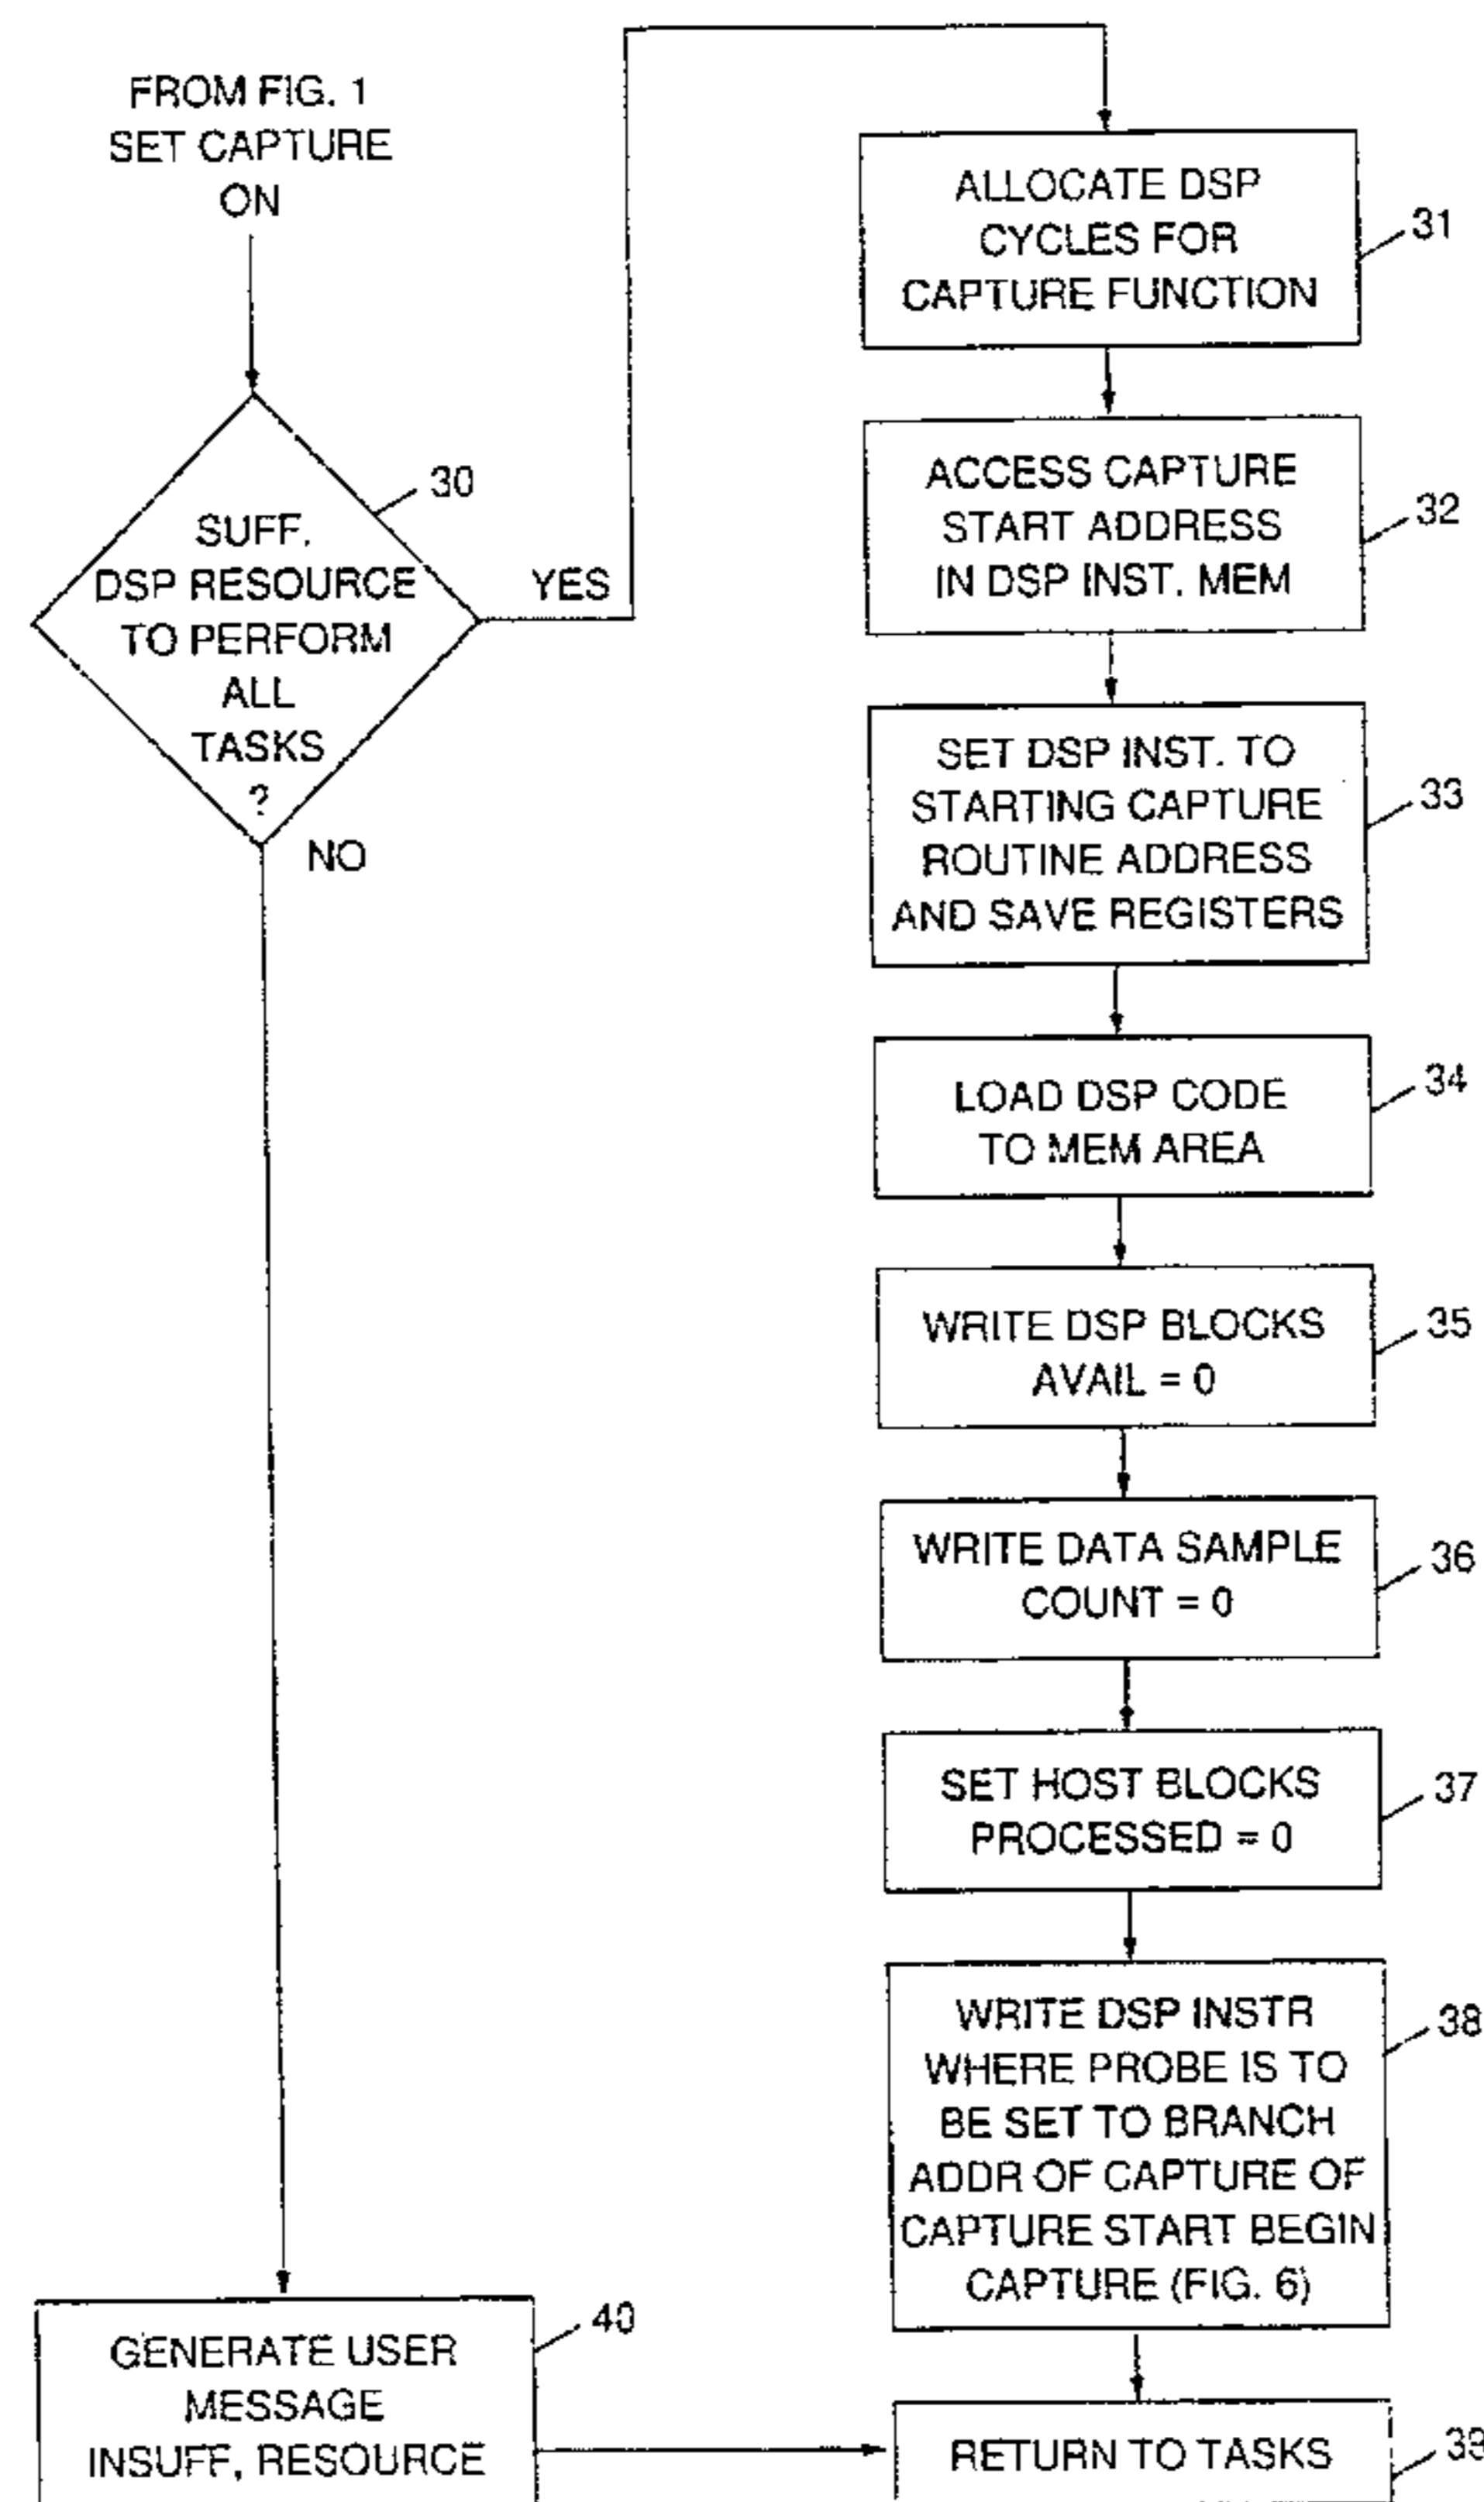 FROM FIG. 1
SET CAPTURE
ON
30
SUFF.
DSP RESOURCE
TO PERFORM
ALL
TASKS
?
YES
NO
ALLOCATE DSP
CYCLES FOR
CAPTURE FUNCTION
31
ACCESS CAPTURE
START ADDRESS
IN DSP INST. MEM
32
SET DSP INST. TO
STARTING CAPTURE
ROUTINE ADDRESS
AND SAVE REGISTERS
33
LOAD DSP CODE
TO MEM AREA
34
WRITE DSP BLOCKS
AVAIL = 0
35
WRITE DATA SAMPLE
COUNT = 0
36
SET HOST BLOCKS
PROCESSED = 0
37
WRITE DSP INSTR
WHERE PROBE IS TO
BE SET TO BRANCH
ADDR OF CAPTURE OF
CAPTURE START BEGIN
CAPTURE (FIG. 6)
38
GENERATE USER
MESSAGE
INSUFF, RESOURCE
40
RETURN TO TASKS